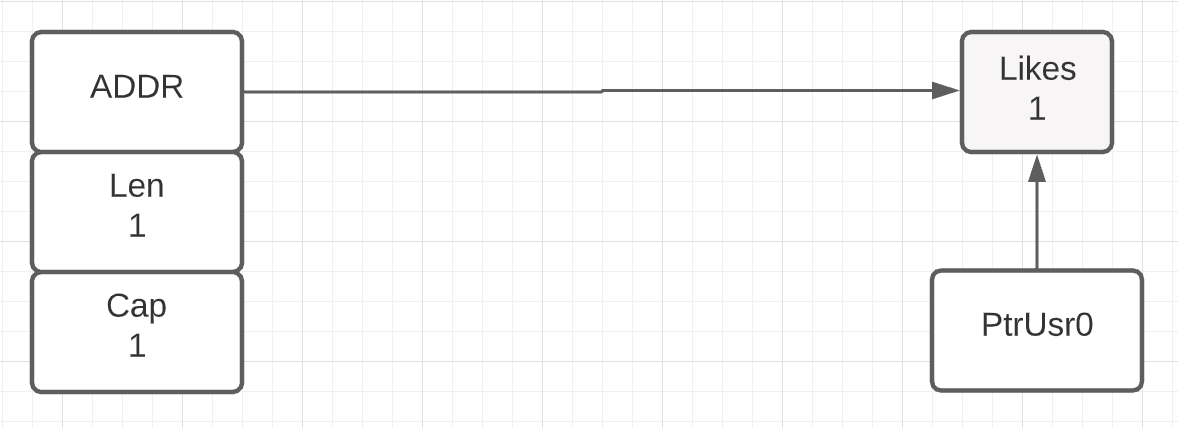 ADDR
Len
1
Cap
1
Likes
1
PtrUsr0